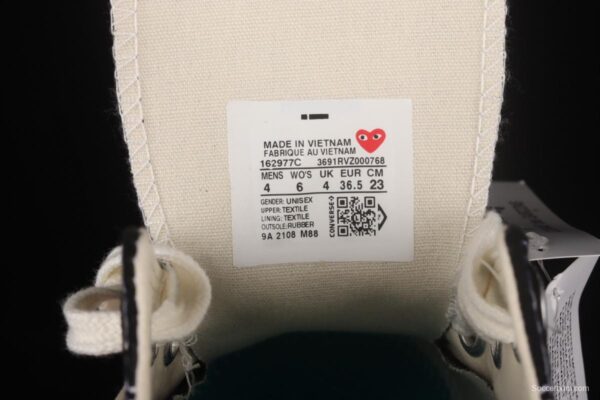 MADE IN VIETNAM
FABRIQUE AU VIETNAM
162977C 3691RVZ000768
MENS WO'S UK EUR CM
4 6 4 36.5 23
GENDER: UNISEX
UPPER: TEXTILE
LINING: TEXTILE
OUTSOLE: RUBBER
9A 2108 M88
CONVERSE